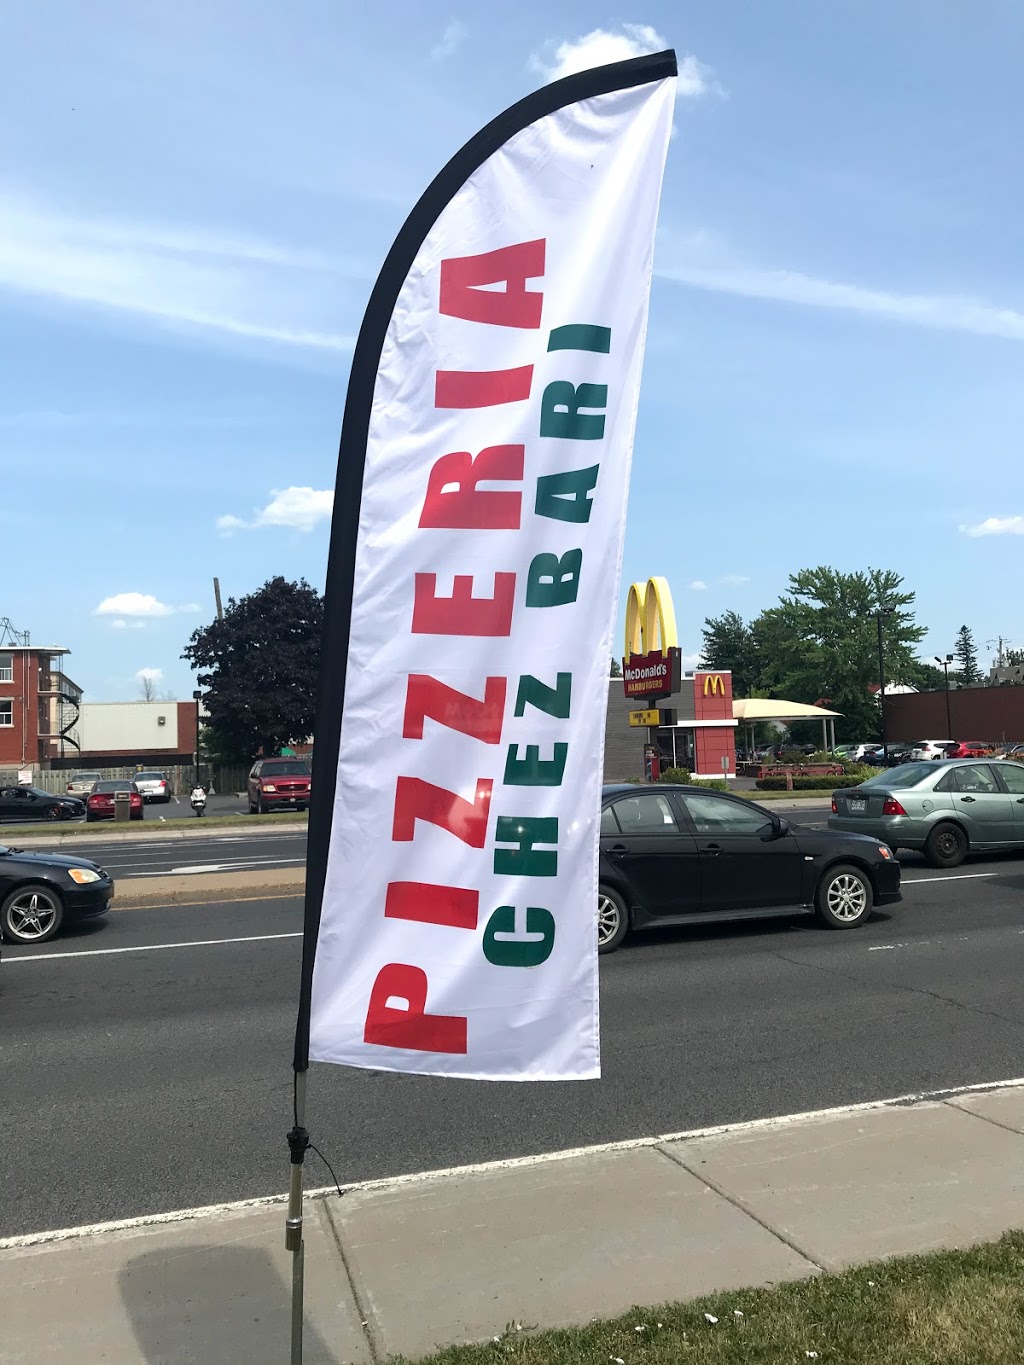 PIZZERIA
CHEZ BARI
McDonald's
HAMBURGERS